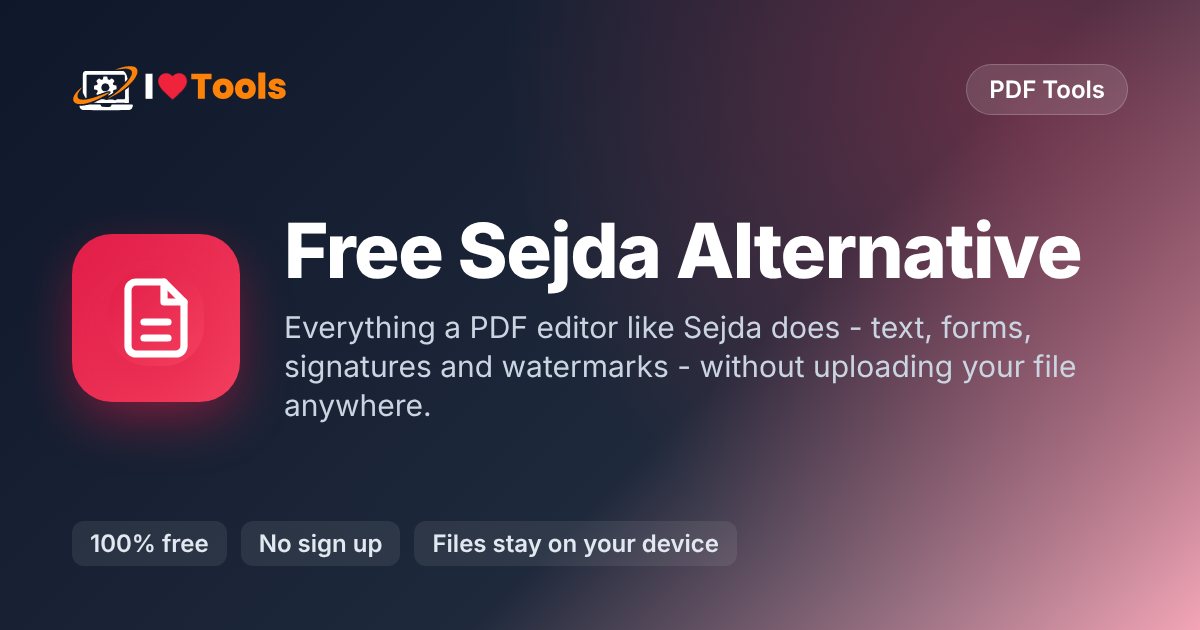 I❤Tools
PDF Tools
Free Sejda Alternative
Everything a PDF editor like Sejda does - text, forms,
signatures and watermarks - without uploading your file
anywhere.
100% free
No sign up
Files stay on your device